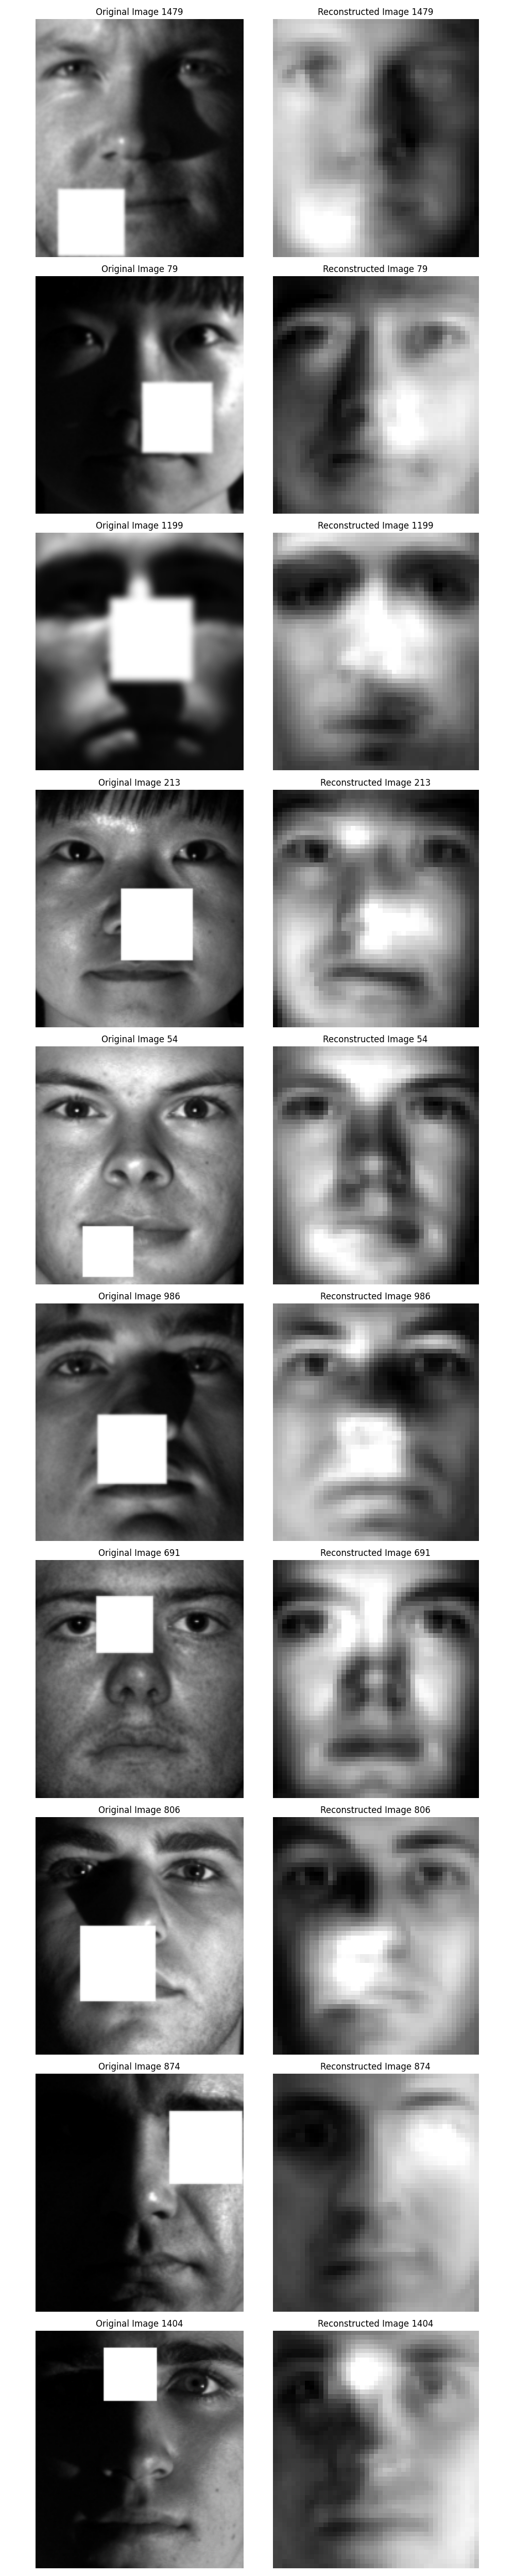 Original Image 1479 Reconstructed Image 1479
Original Image 79 Reconstructed Image 79
Original Image 1199 Reconstructed Image 1199
Original Image 213 Reconstructed Image 213
Original Image 54 Reconstructed Image 54
Original Image 986 Reconstructed Image 986
Original Image 691 Reconstructed Image 691
Original Image 806 Reconstructed Image 806
Original Image 874 Reconstructed Image 874
Original Image 1404 Reconstructed Image 1404